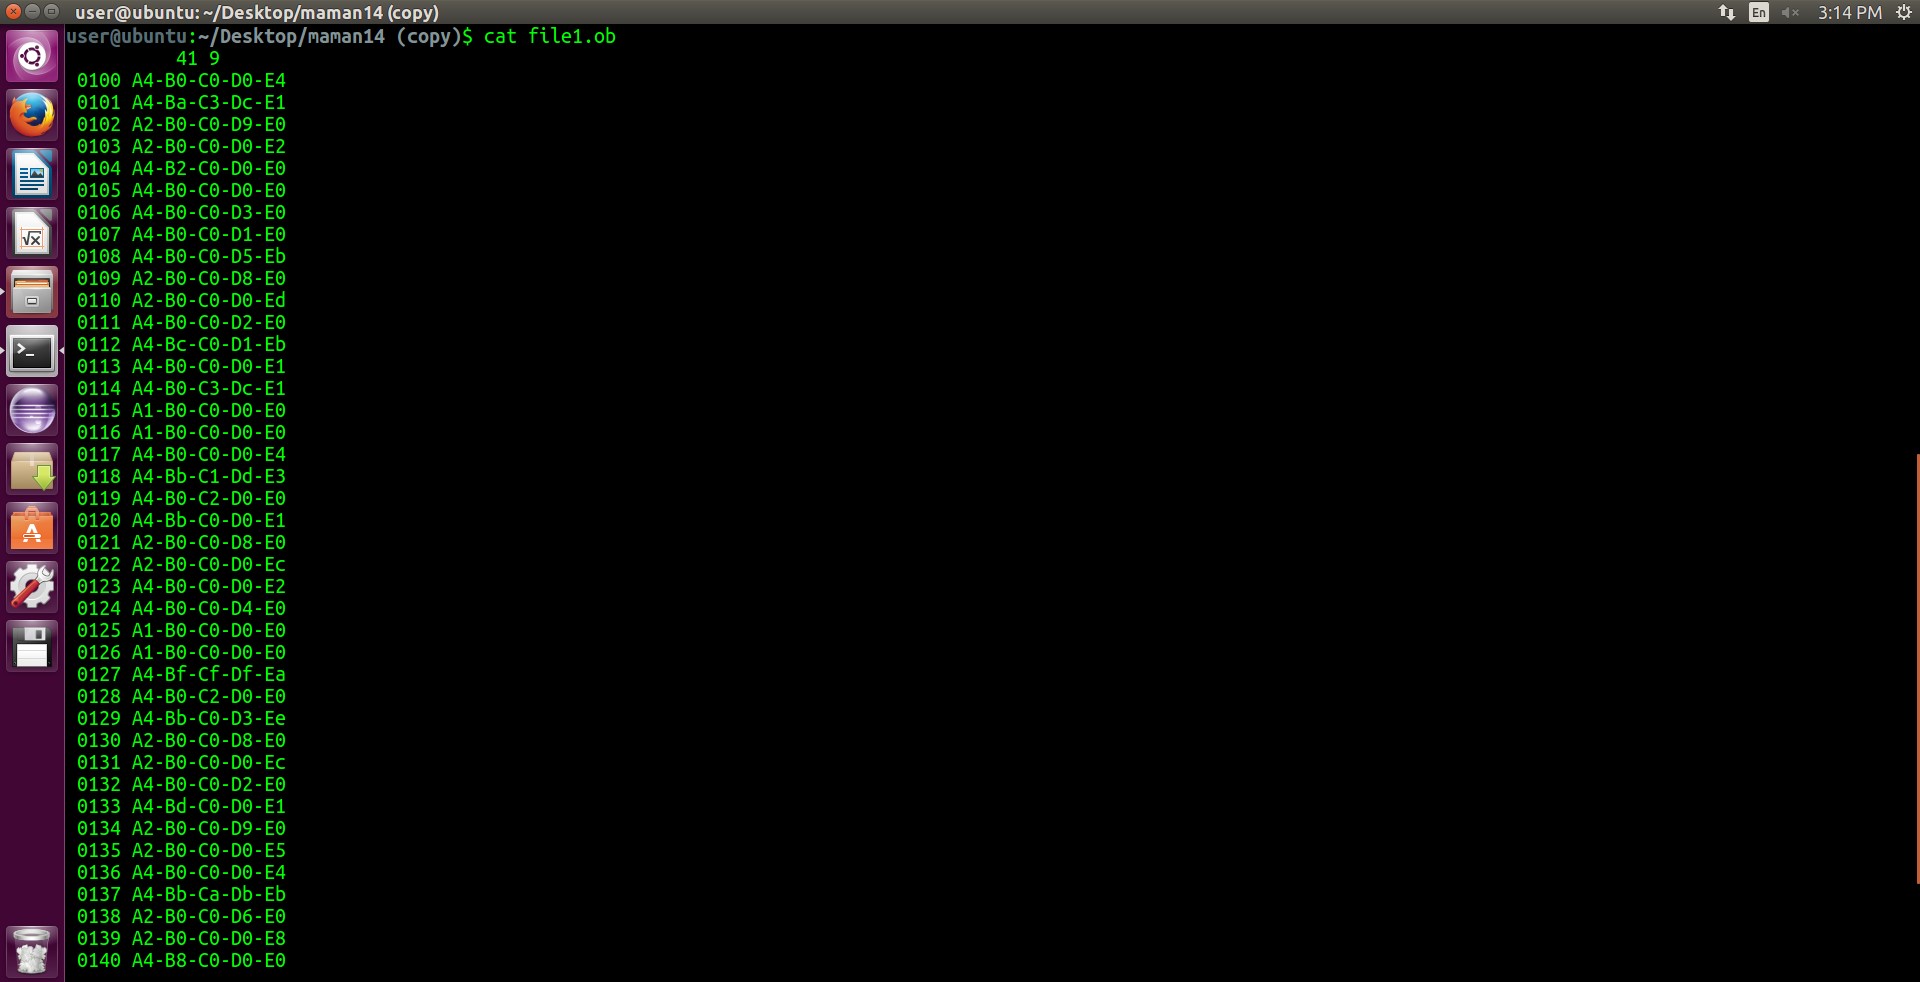 user@ubuntu: ~/Desktop/maman14 (copy)
En
3:14 PM
user@ubuntu:~/Desktop/maman14 (copy)$ cat file1.ob
41 9
0100 A4-B0-C0-D0-E4
0101 A4-Ba-C3-Dc-E1
0102 A2-B0-C0-D9-E0
0103 A2-B0-C0-D0-E2
0104 A4-B2-C0-D0-E0
0105 A4-B0-C0-D0-E0
0106 A4-B0-C0-D3-E0
0107 A4-B0-C0-D1-E0
0108 A4-B0-C0-D5-Eb
0109 A2-B0-C0-D8-E0
0110 A2-B0-C0-D0-Ed
0111 A4-B0-C0-D2-E0
0112 A4-Bc-C0-D1-Eb
0113 A4-B0-C0-D0-E1
0114 A4-B0-C3-Dc-E1
0115 A1-B0-C0-D0-E0
0116 A1-B0-C0-D0-E0
0117 A4-B0-C0-D0-E4
0118 A4-Bb-C1-Dd-E3
0119 A4-B0-C2-D0-E0
0120 A4-Bb-C0-D0-E1
0121 A2-B0-C0-D8-E0
0122 A2-B0-C0-D0-Ec
0123 A4-B0-C0-D0-E2
0124 A4-B0-C0-D4-E0
0125 A1-B0-C0-D0-E0
0126 A1-B0-C0-D0-E0
0127 A4-Bf-Cf-Df-Ea
0128 A4-B0-C2-D0-E0
0129 A4-Bb-C0-D3-Ee
0130 A2-B0-C0-D8-E0
0131 A2-B0-C0-D0-Ec
0132 A4-B0-C0-D2-E0
0133 A4-Bd-C0-D0-E1
0134 A2-B0-C0-D9-E0
0135 A2-B0-C0-D0-E5
0136 A4-B0-C0-D0-E4
0137 A4-Bb-Ca-Db-Eb
0138 A2-B0-C0-D6-E0
0139 A2-B0-C0-D0-E8
0140 A4-B8-C0-D0-E0